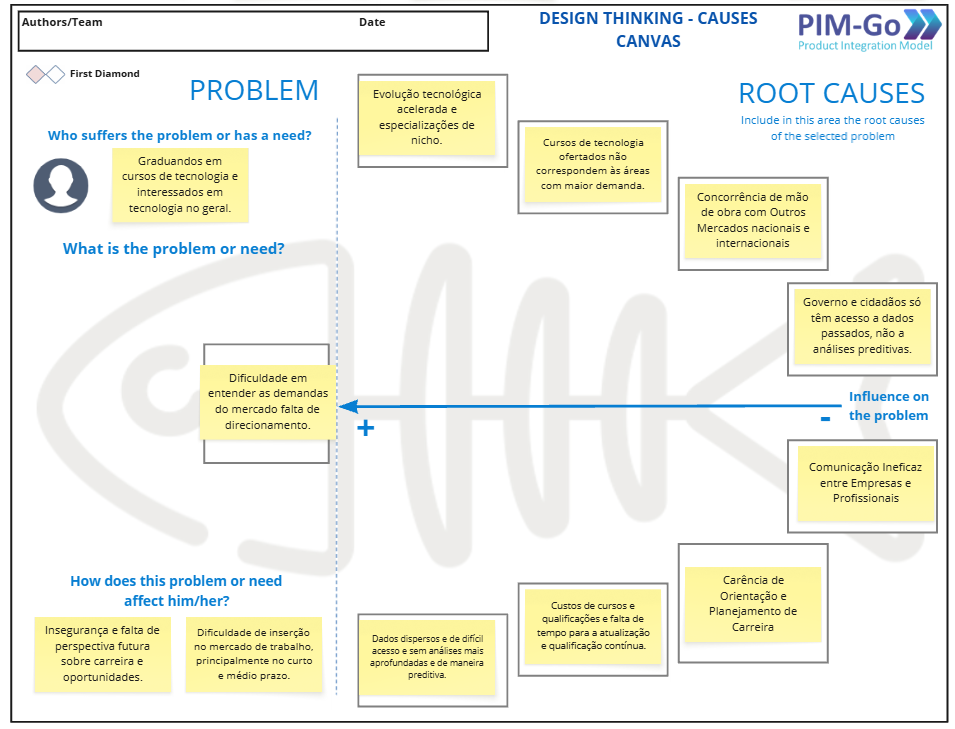 Authors/Team
Date
DESIGN THINKING - CAUSES
CANVAS
PIM-Go
Product Integration Model
First Diamond
PROBLEM
ROOT CAUSES
Include in this area the root causes
of the selected problem
Who suffers the problem or has a need?
Graduandos em
cursos de tecnologia e
interessados em
tecnologia no geral.
What is the problem or need?
Dificuldade em
entender as demandas
do mercado falta de
direcionamento.
How does this problem or need
affect him/her?
Insegurança e falta de
perspectiva futura
sobre carreira e
oportunidades.
Dificuldade de inserção
no mercado de trabalho,
principalmente no curto
e médio prazo.
Evolução tecnológica
acelerada e
especializações de
nicho.
Cursos de tecnologia
ofertados não
correspondem às áreas
com maior demanda.
Concorrência de mão
de obra com Outros
Mercados nacionais e
internacionais
Governo e cidadãos só
têm acesso a dados
passados, não a
análises preditivas.
+
-
Influence on
the problem
Comunicação Ineficaz
entre Empresas e
Profissionais
Carência de
Orientação e
Planejamento de
Carreira
Custos de cursos e
qualificações e falta de
tempo para a atualização
e qualificação contínua.
Dados dispersos e de difícil
acesso e sem análises mais
aprofundadas e de maneira
preditiva.